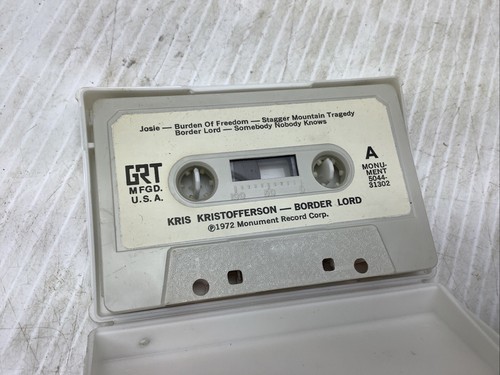 Josie — Burden Of Freedom — Stagger Mountain Tragedy
Border Lord — Somebody Nobody Knows
GRT
MFGD.
U.S.A.
A
MONU-
MENT
5044-
31302
KRIS KRISTOFFERSON — BORDER LORD
℗1972 Monument Record Corp.